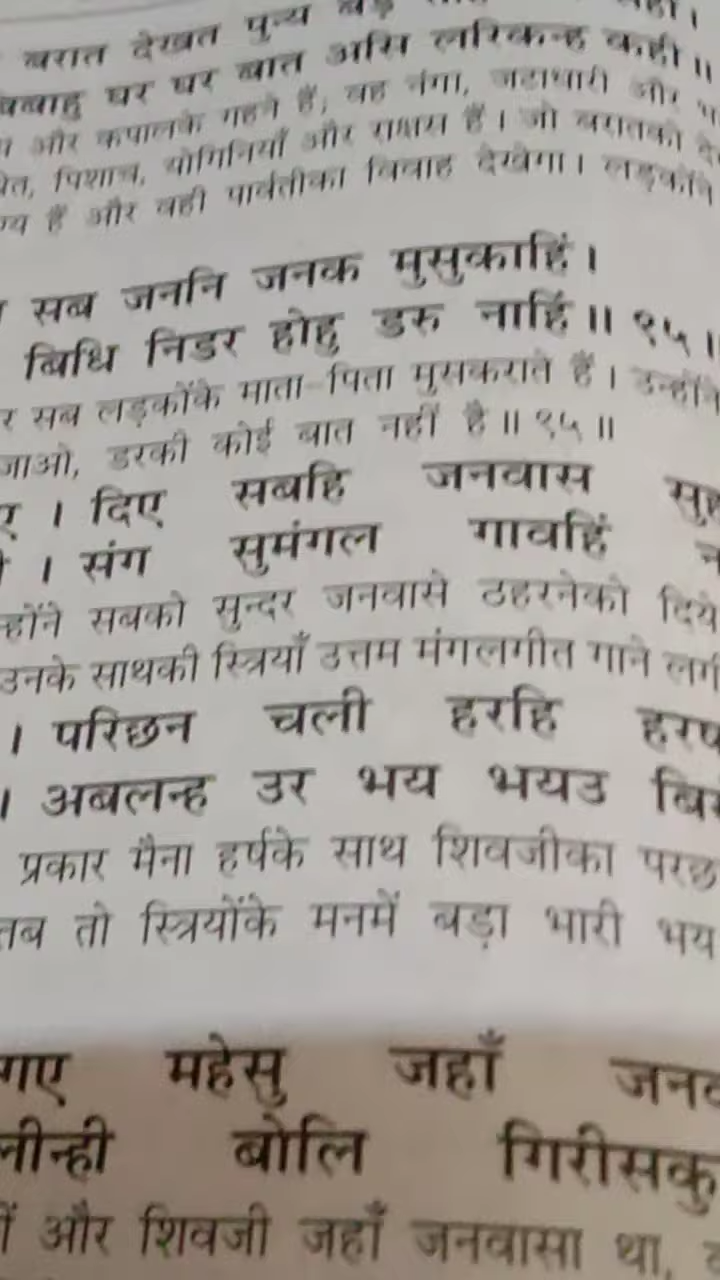 बरात देखत पुन्य बड़
बिबाहु घर घर बात असि लरिकन्ह कही॥
और कपालके गहने हैं, वह नंगा, जटाधारी और
पिशाच, योगिनियाँ और राक्षस हैं। जो बरातको
हैं और वही पार्वतीका विवाह देखेगा। लड़कोंने
सब जननि जनक मुसुकाहिं।
बिधि निडर होहु डरु नाहिं॥ ९५॥
सब लड़कोंके माता-पिता मुसकराते हैं। उन्होंने
जाओ, डरकी कोई बात नहीं है॥ ९५॥
। दिए सबहि जनवास
। संग सुमंगल गावहिं
सबको सुन्दर जनवासे ठहरनेको दिये
उनके साथकी स्त्रियाँ उत्तम मंगलगीत गाने
। परिछन चली हरहि
। अबलन्ह उर भय भयउ
प्रकार मैना हर्षके साथ शिवजीका
तब तो स्त्रियोंके मनमें बड़ा भारी भय
गए महेसु जहाँ
लीन्ही बोलि गिरीसकु
और शिवजी जहाँ जनवासा था,